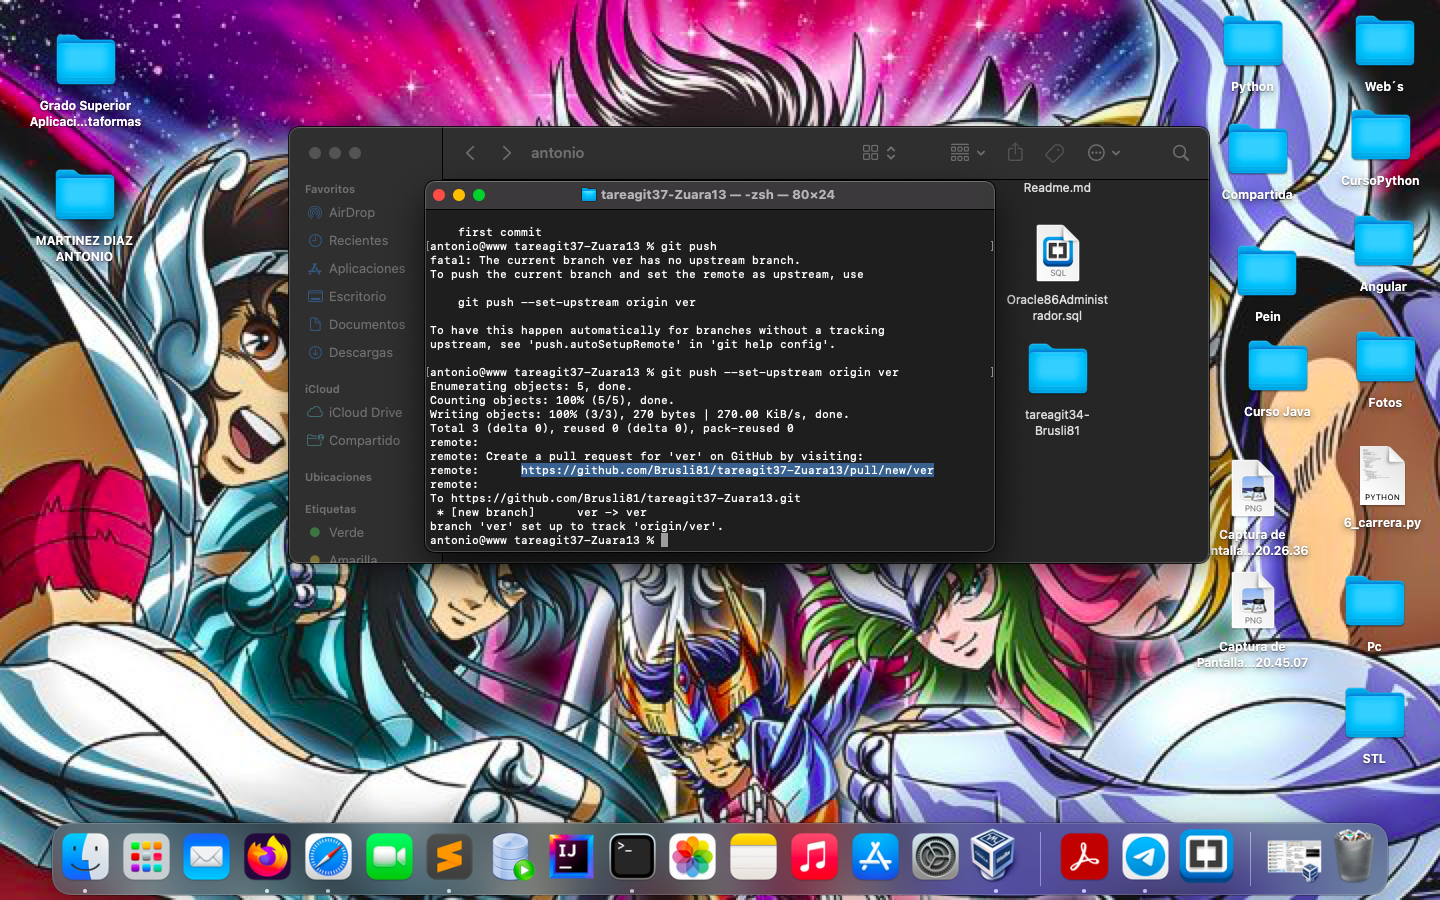 Grado Superior
Aplicaci...taformas
MARTINEZ DIAZ
ANTONIO
antonio
Favoritos
AirDrop
Recientes
Aplicaciones
Escritorio
Documentos
Descargas
iCloud
iCloud Drive
Compartido
Ubicaciones
Etiquetas
Verde
Amarilla
tareagit37-Zuara13 — -zsh — 80×24
first commit
[antonio@www tareagit37-Zuara13 % git push ]
fatal: The current branch ver has no upstream branch.
To push the current branch and set the remote as upstream, use
git push --set-upstream origin ver
To have this happen automatically for branches without a tracking
upstream, see 'push.autoSetupRemote' in 'git help config'.
[antonio@www tareagit37-Zuara13 % git push --set-upstream origin ver ]
Enumerating objects: 5, done.
Counting objects: 100% (5/5), done.
Writing objects: 100% (3/3), 270 bytes | 270.00 KiB/s, done.
Total 3 (delta 0), reused 0 (delta 0), pack-reused 0
remote:
remote: Create a pull request for 'ver' on GitHub by visiting:
remote:      https://github.com/Brusli81/tareagit37-Zuara13/pull/new/ver
remote:
To https://github.com/Brusli81/tareagit37-Zuara13.git
* [new branch]      ver -> ver
branch 'ver' set up to track 'origin/ver'.
antonio@www tareagit37-Zuara13 %
Readme.md
SQL
Oracle86Administ
rador.sql
tareagit34-
Brusli81
Python
Web´s
Compartida
CursoPython
Pein
Angular
Curso Java
Fotos
PNG
Captura de
ntalla...20.26.36
PYTHON
6_carrera.py
PNG
Captura de
Pantalla...20.45.07
Pc
STL
IJ
>_